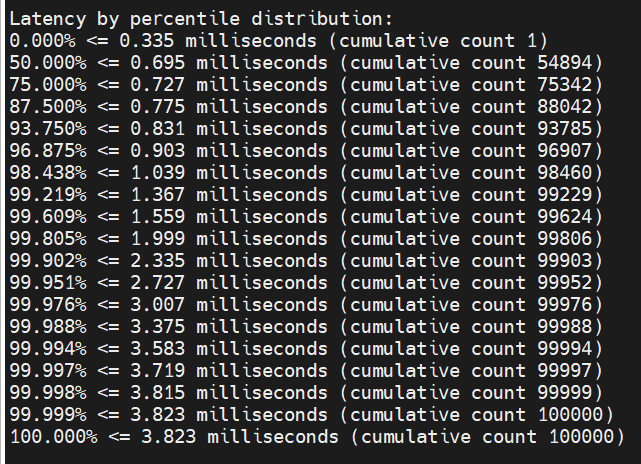 Latency by percentile distribution:
0.000% <= 0.335 milliseconds (cumulative count 1)
50.000% <= 0.695 milliseconds (cumulative count 54894)
75.000% <= 0.727 milliseconds (cumulative count 75342)
87.500% <= 0.775 milliseconds (cumulative count 88042)
93.750% <= 0.831 milliseconds (cumulative count 93785)
96.875% <= 0.903 milliseconds (cumulative count 96907)
98.438% <= 1.039 milliseconds (cumulative count 98460)
99.219% <= 1.367 milliseconds (cumulative count 99229)
99.609% <= 1.559 milliseconds (cumulative count 99624)
99.805% <= 1.999 milliseconds (cumulative count 99806)
99.902% <= 2.335 milliseconds (cumulative count 99903)
99.951% <= 2.727 milliseconds (cumulative count 99952)
99.976% <= 3.007 milliseconds (cumulative count 99976)
99.988% <= 3.375 milliseconds (cumulative count 99988)
99.994% <= 3.583 milliseconds (cumulative count 99994)
99.997% <= 3.719 milliseconds (cumulative count 99997)
99.998% <= 3.815 milliseconds (cumulative count 99999)
99.999% <= 3.823 milliseconds (cumulative count 100000)
100.000% <= 3.823 milliseconds (cumulative count 100000)